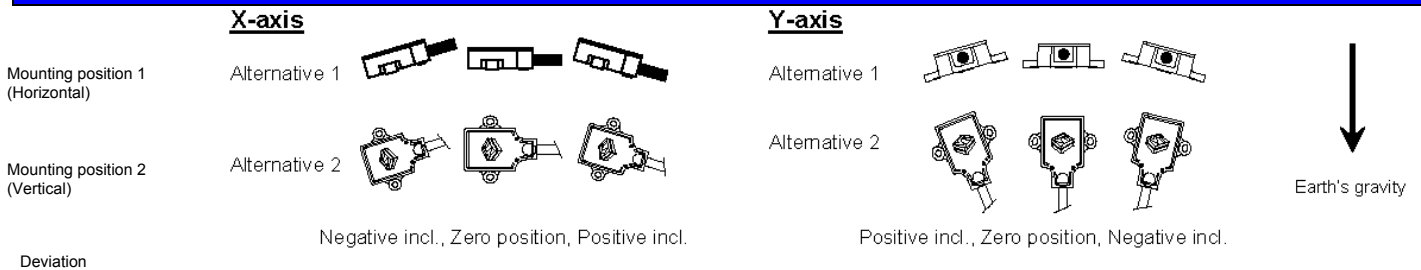 X-axis
Y-axis
Mounting position 1
(Horizontal)
Alternative 1
Alternative 1
Mounting position 2
(Vertical)
Alternative 2
Alternative 2
Earth's gravity
Negative incl., Zero position, Positive incl.
Positive incl., Zero position, Negative incl.
Deviation